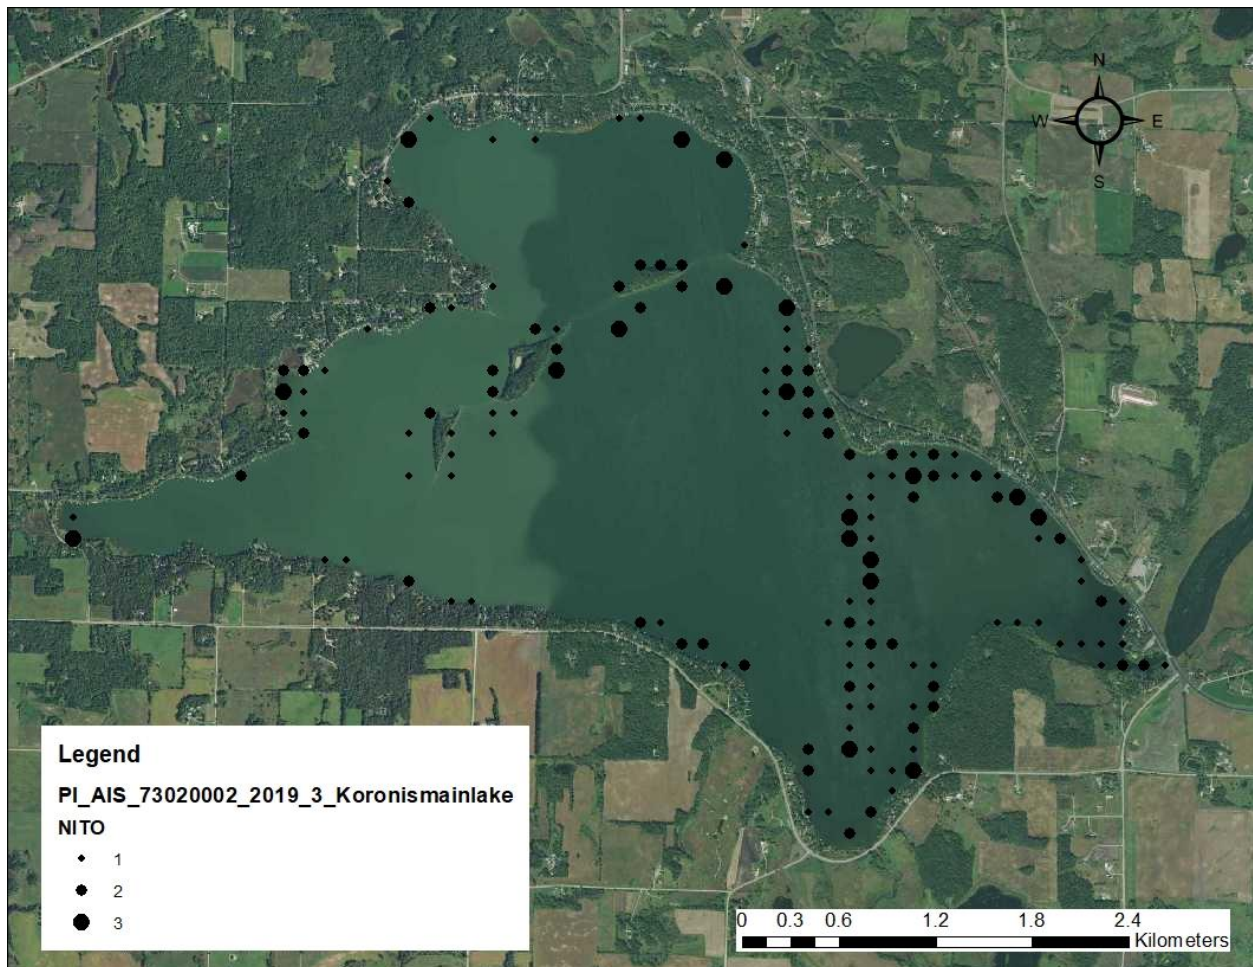 N
W E
S
Legend
PI_AIS_73020002_2019_3_Koronismainlake
NITO
1
2
3
0 0.3 0.6 1.2 1.8 2.4
Kilometers